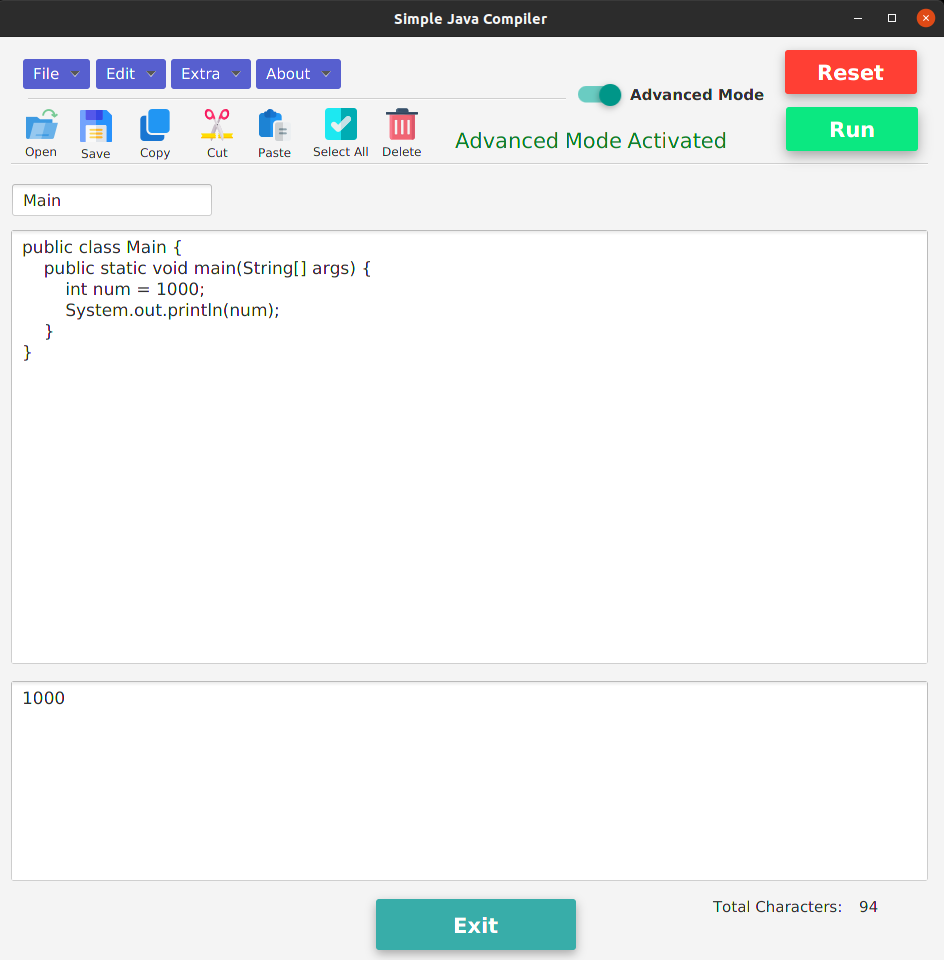 Simple Java Compiler
File Edit Extra About
Reset
Advanced Mode
Run
Open Save Copy Cut Paste Select All Delete
Advanced Mode Activated
Main
public class Main {
    public static void main(String[] args) {
        int num = 1000;
        System.out.println(num);
    }
}
1000
Total Characters: 94
Exit